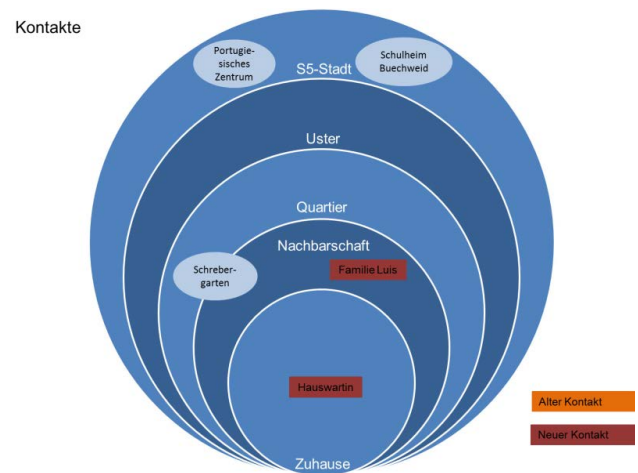 Kontakte
Portugie-
sisches
Zentrum
Schulheim
Buechweid
S5-Stadt
Uster
Quartier
Nachbarschaft
Schreber-
garten
Familie Luis
Hauswartin
Alter Kontakt
Neuer Kontakt
Zuhause